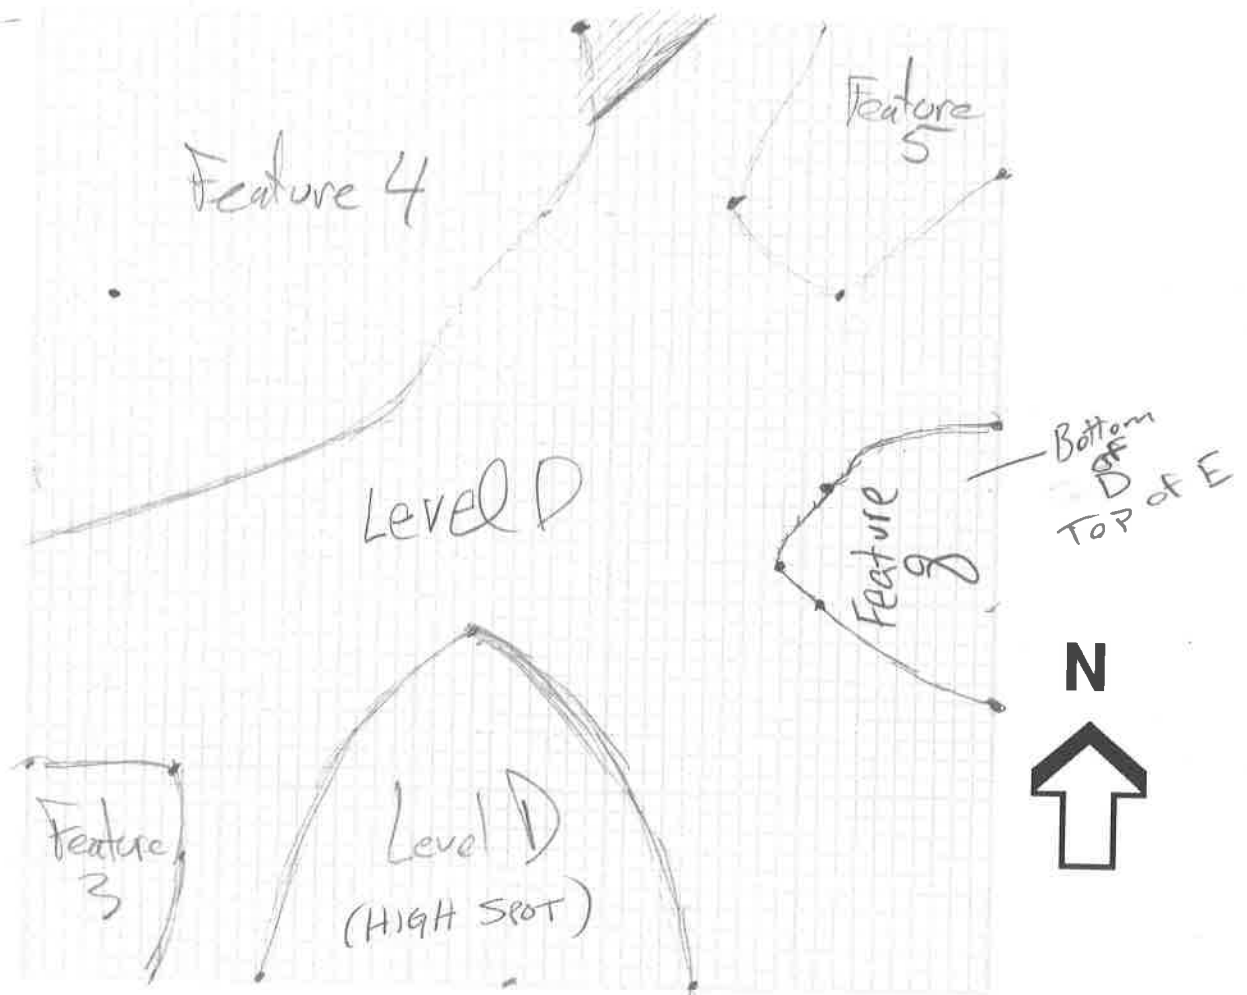 Feature
5
Feature 4
Bottom
of
D
Top of E
Level D
Feature
8
N
Feature
3
Level D
(HIGH SPOT)